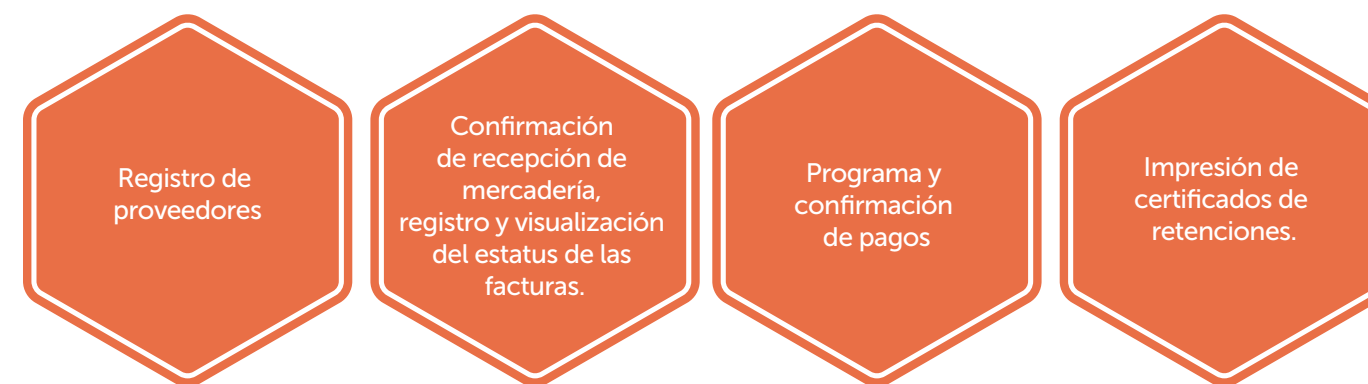 Registro de
proveedores
Confirmación
de recepción de
mercadería,
registro y visualización
del estatus de las
facturas.
Programa y
confirmación
de pagos
Impresión de
certificados de
retenciones.